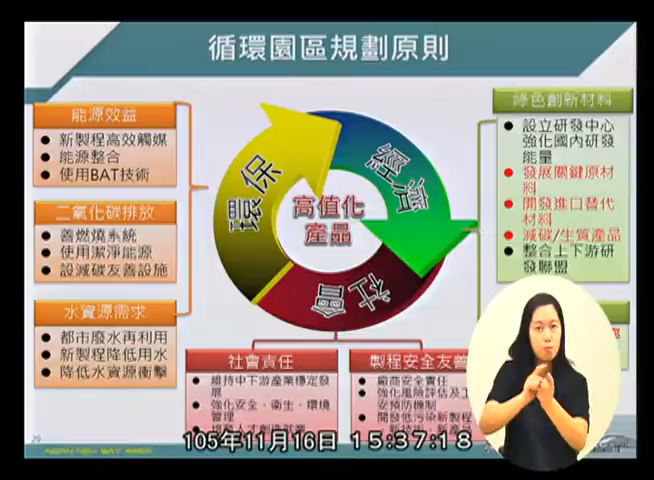 循環園區規劃原則
能源效益
● 新製程高效觸媒
● 能源整合
● 使用BAT技術
二氧化碳排放
● 善燃燒系統
● 使用潔淨能源
● 設減碳友善設施
水資源需求
● 都市廢水再利用
● 新製程降低用水
● 降低水資源衝擊
環保
經濟
社會
高值化
產品
綠色創新材料
● 設立研發中心
強化國內研發
能量
● 發展關鍵原材
料
● 開發進口替代
材料
● 減碳/生質產品
● 整合上下游研
發聯盟
社會責任
● 維持中下游產業穩定發
展
● 強化安全、衛生、環境
管理
製程安全友善
● 廠商安全責任
● 強化風險評估及工
安預防機制
● 開發低污染新製程
105年11月16日 15:37:18